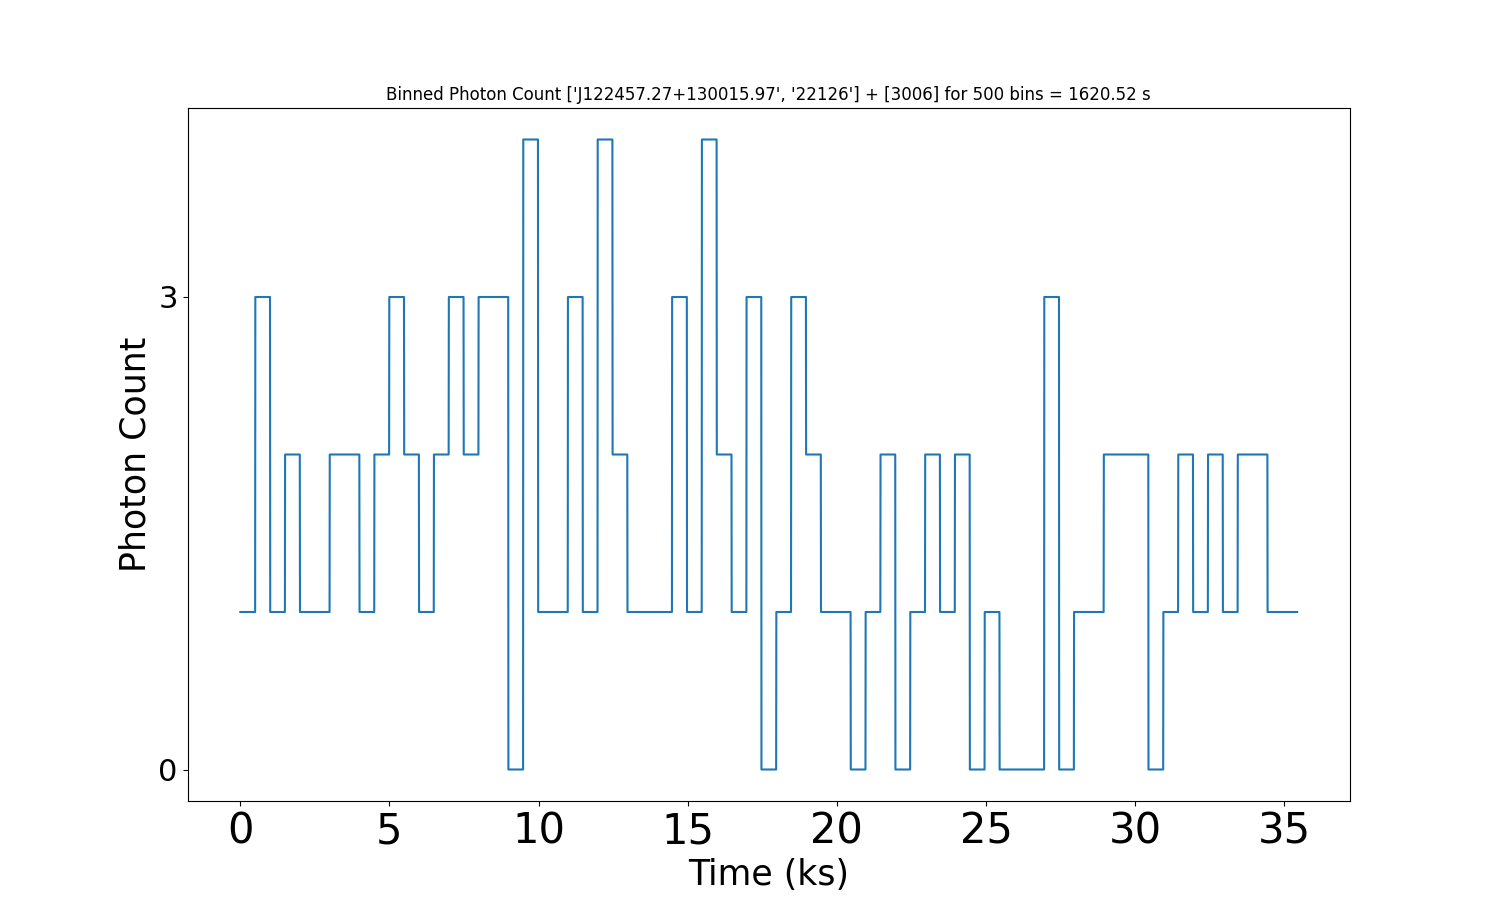 Binned Photon Count ['J122457.27+130015.97', '22126'] + [3006] for 500 bins = 1620.52 s
Photon Count
3
0
0 5 10 15 20 25 30 35
Time (ks)